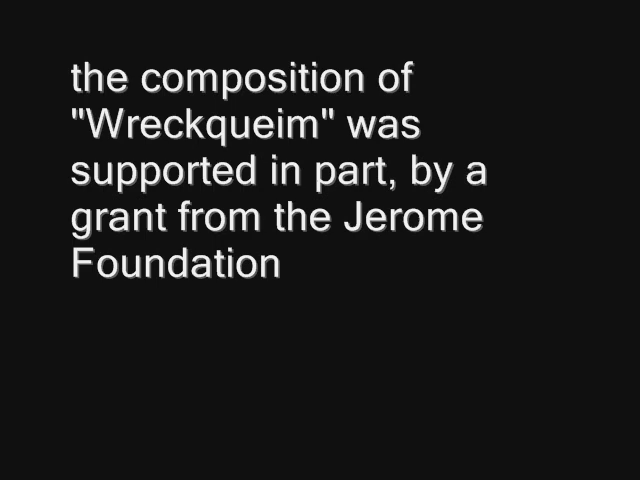 the composition of
"Wreckqueim" was
supported in part, by a
grant from the Jerome
Foundation